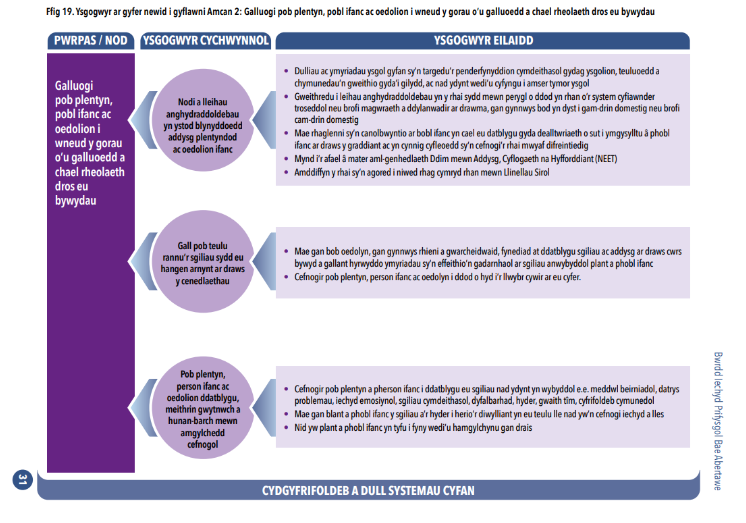 Ffig 19. Ysgogwyr ar gyfer newid i gyflawni Amcan 2: Galluogi pob plentyn, pobl ifanc ac oedolion i wneud y gorau o'u galluoedd a chael rheolaeth dros eu bywydau
PWRPAS / NOD
YSGOGWYR CYCHWYNNOL
YSGOGWYR EILAIDD
Galluogi
pob plentyn,
pobl ifanc ac
oedolion i
wneud y gorau
o'u galluoedd a
chael rheolaeth
dros eu
bywydau
Nodi a lleihau
anghydraddoldebau
yn ystod blynyddoedd
addysg plentyndod
ac oedolion ifanc
• Dulliau ac ymyriadau ysgol gyfan sy'n targedu'r penderfynyddion cymdeithasol gydag ysgolion, teuluoedd a
chymunedau'n gweithio gyda'i gilydd, ac nad ydynt wedi'u cyfyngu i amser tymor ysgol
• Gweithredu i leihau anghydraddoldebau yn y rhai sydd mewn perygl o ddod yn rhan o'r system cyfiawnder
troseddol neu brofi magwraeth a ddylanwadir ar drawma, gan gynnwys bod yn dyst i gam-drin domestig neu brofi
cam-drin domestig
• Mae rhaglenni sy'n canolbwyntio ar bobl ifanc yn cael eu datblygu gyda dealltwriaeth o sut i ymgysylltu â phobl
ifanc ar draws y graddiant ac yn cynnig cyfleoedd sy'n cefnogi'r rhai mwyaf difreintiedig
• Mynd i'r afael â mater aml-genhedlaeth Ddim mewn Addysg, Cyflogaeth na Hyfforddiant (NEET)
• Amddiffyn y rhai sy'n agored i niwed rhag cymryd rhan mewn Llinellau Sirol
Gall pob teulu
rannu'r sgiliau sydd eu
hangen arnynt ar draws
y cenedlaethau
• Mae gan bob oedolyn, gan gynnwys rhieni a gwarcheidwaid, fynediad at ddatblygu sgiliau ac addysg ar draws cwrs
bywyd a gallant hyrwyddo ymyriadau sy'n effeithio'n gadarnhaol ar sgiliau anwybyddol plant a phobl ifanc
• Cefnogir pob plentyn, person ifanc ac oedolyn i ddod o hyd i'r llwybr cywir ar eu cyfer.
Pob plentyn,
person ifanc ac
oedolion ddatblygu,
meithrin gwytnwch a
hunan-barch mewn
amgylchedd
cefnogol
• Cefnogir pob plentyn a pherson ifanc i ddatblygu eu sgiliau nad ydynt yn wybyddol e.e. meddwl beirniadol, datrys
problemau, iechyd emosiynol, sgiliau cymdeithasol, dyfalbarhad, hyder, gwaith tîm, cyfrifoldeb cymunedol
• Mae gan blant a phobl ifanc y sgiliau a'r hyder i herio'r diwylliant yn eu teulu lle nad yw'n cefnogi iechyd a lles
• Nid yw plant a phobl ifanc yn tyfu i fyny wedi'u hamgylchynu gan drais
CYDGYFRIFOLDEB A DULL SYSTEMAU CYFAN
Bwrdd Iechyd Prifysgol Bae Abertawe
31